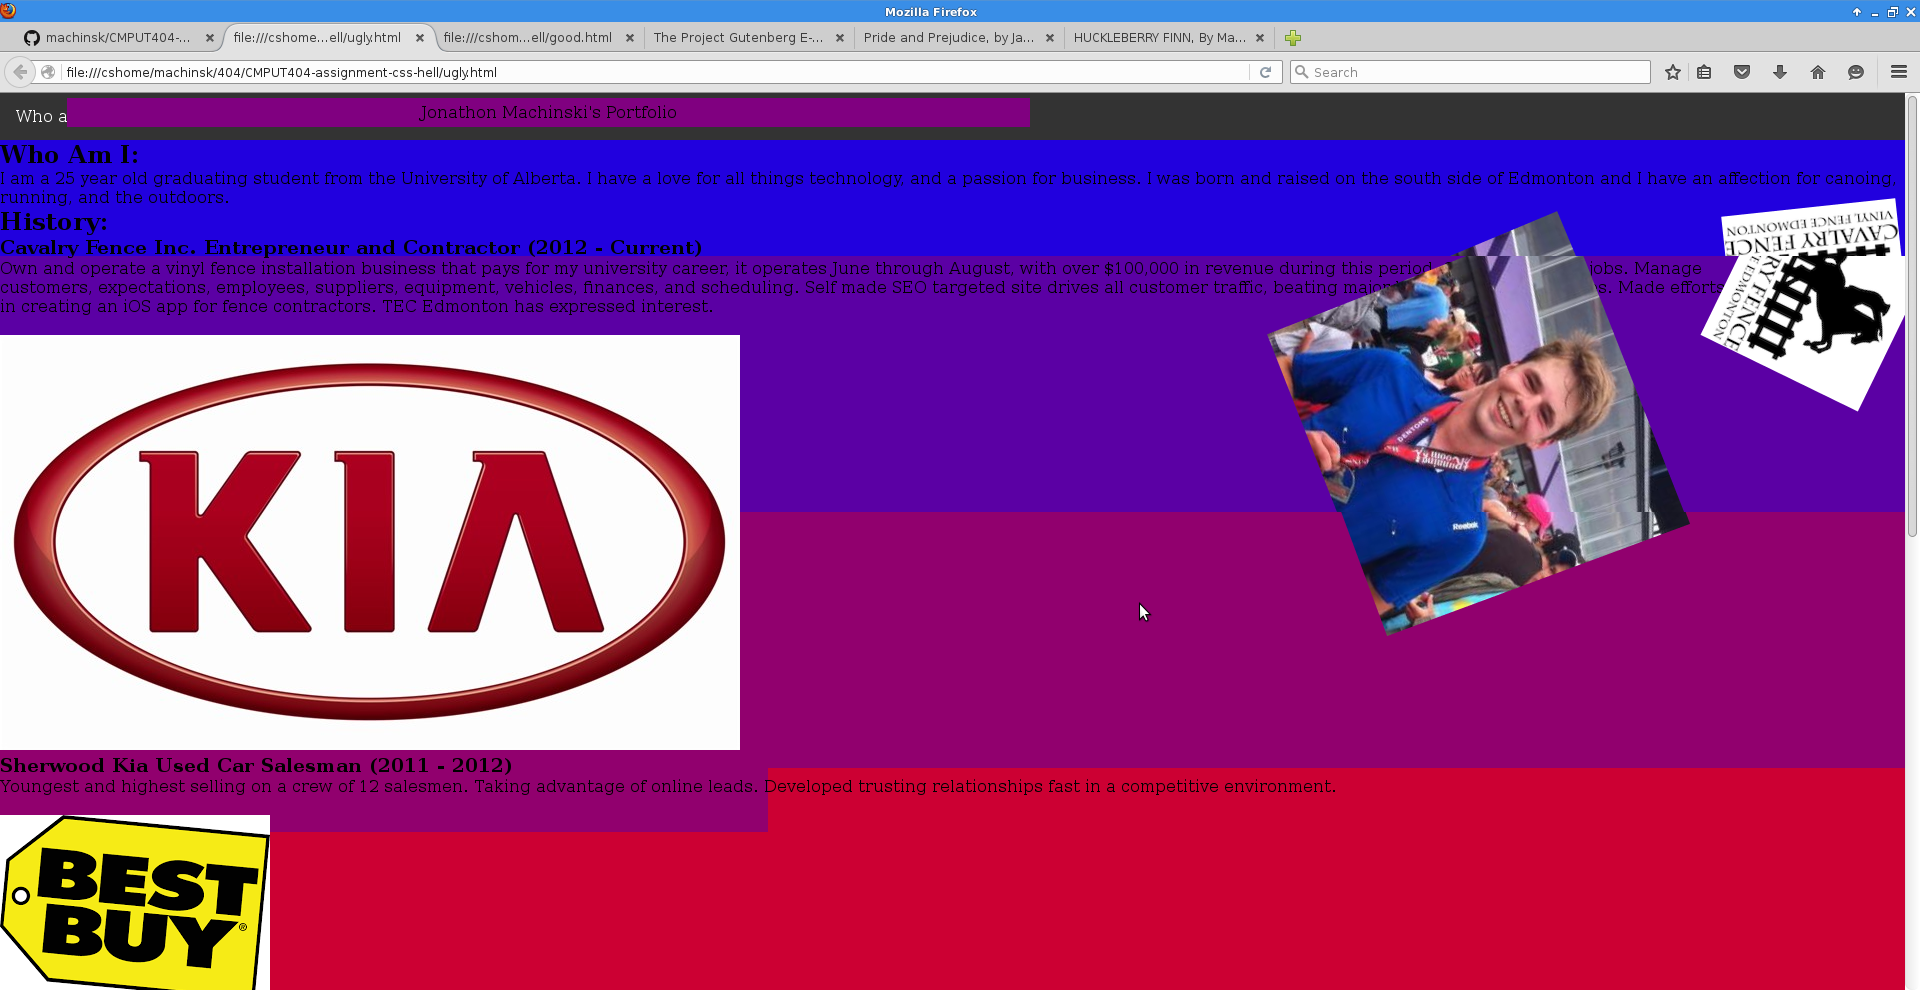 Mozilla Firefox
machinsk/CMPUT404-...
file:///cshome...ell/ugly.html
file:///cshom...ell/good.html
The Project Gutenberg E-...
Pride and Prejudice, by Ja...
HUCKLEBERRY FINN, By Ma...
file:///cshome/machinsk/404/CMPUT404-assignment-css-hell/ugly.html
Search
Who a
Jonathon Machinski's Portfolio
Who Am I:
I am a 25 year old graduating student from the University of Alberta. I have a love for all things technology, and a passion for business. I was born and raised on the south side of Edmonton and I have an affection for canoing,
running, and the outdoors.
History:
Cavalry Fence Inc. Entrepreneur and Contractor (2012 - Current)
Own and operate a vinyl fence installation business that pays for my university career, it operates June through August, with over $100,000 in revenue during this period jobs. Manage
customers, expectations, employees, suppliers, equipment, vehicles, finances, and scheduling. Self made SEO targeted site drives all customer traffic, beating major s. Made efforts
in creating an iOS app for fence contractors. TEC Edmonton has expressed interest.
VINYL FENCE EDMONTON
CAVALRY FENCE
RY FENCE
E EDMONTON
DENTONS
Running
Room
Reebok
KIA
Sherwood Kia Used Car Salesman (2011 - 2012)
Youngest and highest selling on a crew of 12 salesmen. Taking advantage of online leads. Developed trusting relationships fast in a competitive environment.
BEST
BUY®